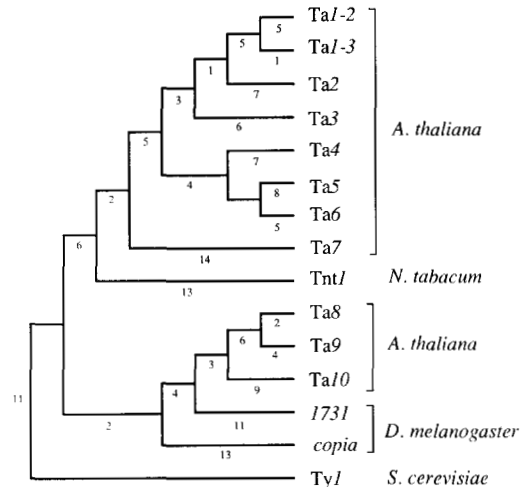 5 Ta1-2
5
1 Ta1-3
1
7 Ta2
3
6 Ta3
A. thaliana
5
7 Ta4
4
8 Ta5
2
5 Ta6
6
14 Ta7
13 Tnt1 N. tabacum
2 Ta8
6
4 Ta9 A. thaliana
3
9 Ta10
11
4
11 1731
2
D. melanogaster
13 copia
Ty1 S. cerevisiae